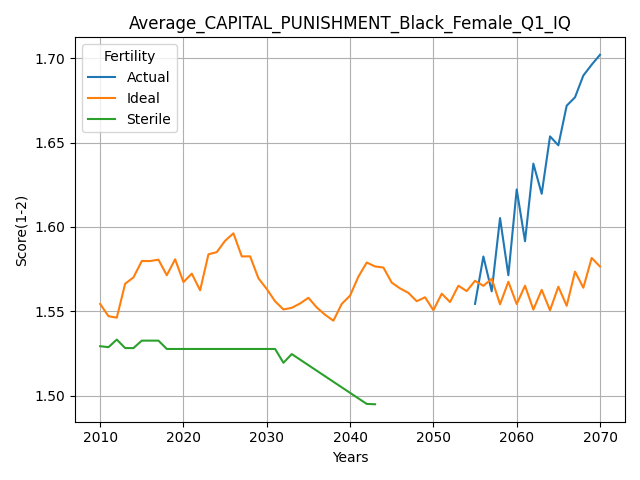 Average_CAPITAL_PUNISHMENT_Black_Female_Q1_IQ
Fertility
Actual
Ideal
Sterile
Score(1-2)
1.70
1.65
1.60
1.55
1.50
2010 2020 2030 2040 2050 2060 2070
Years